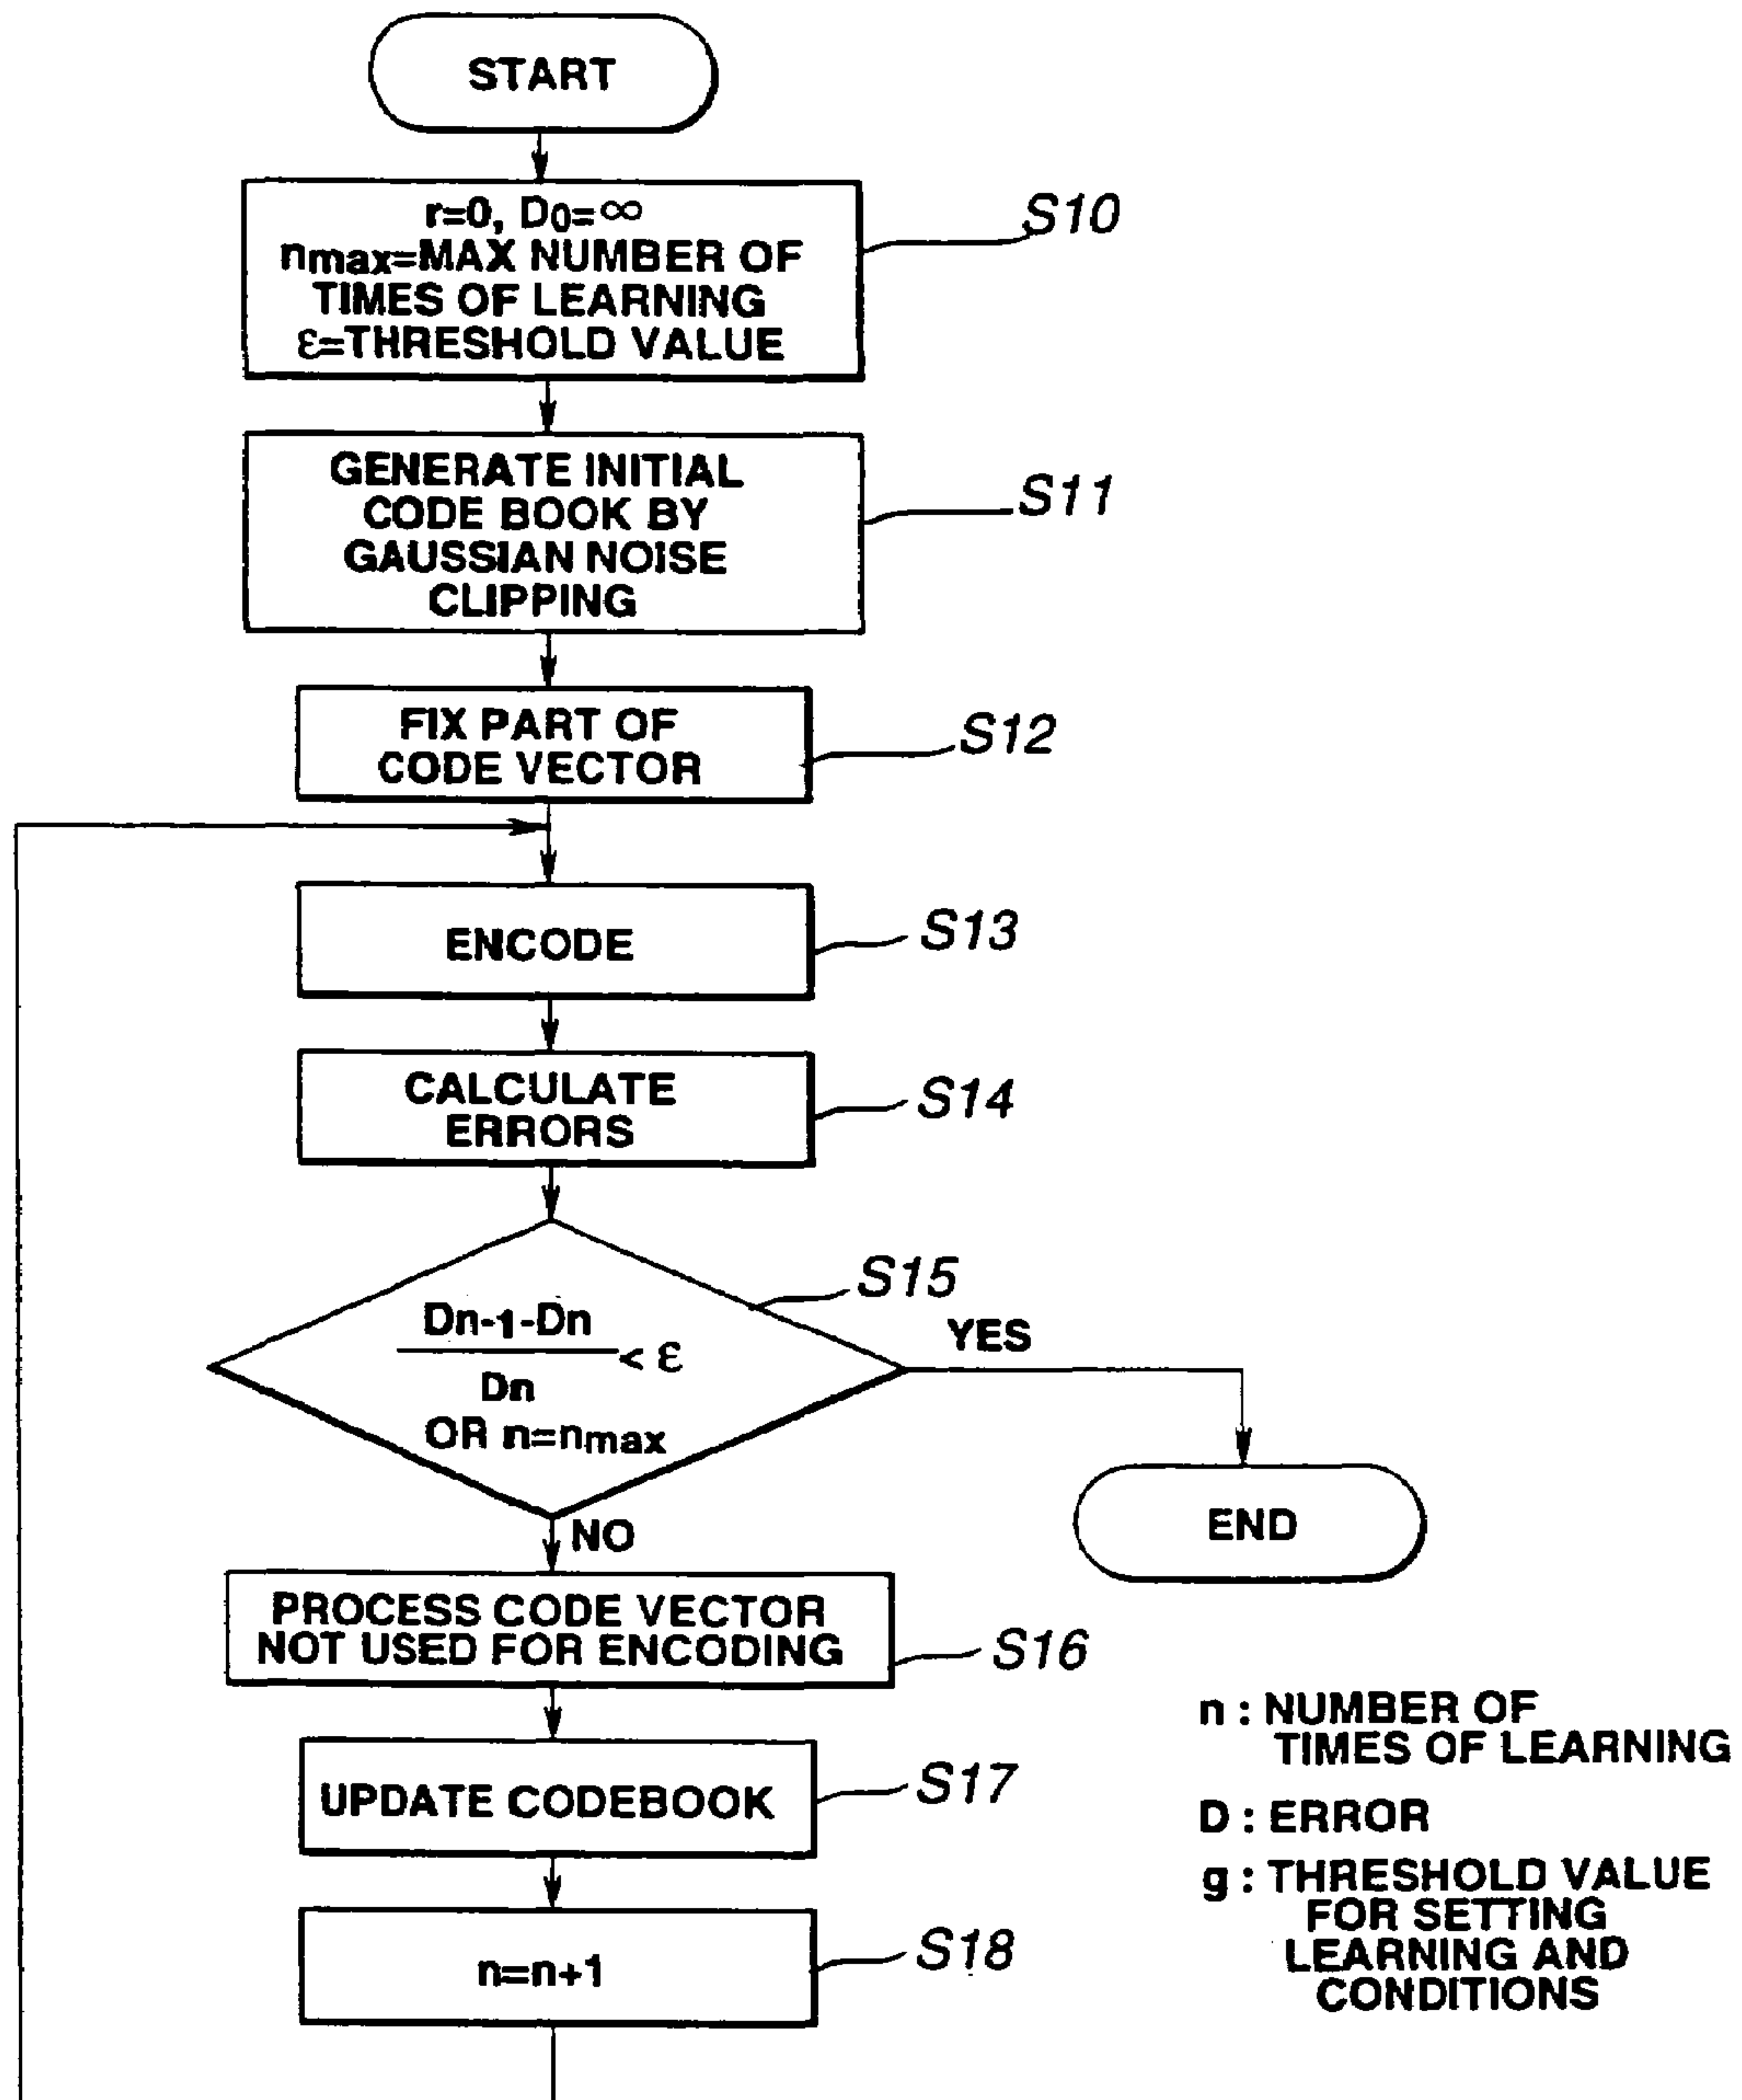 START
r=0, D0=∞
nmax=MAX NUMBER OF
TIMES OF LEARNING
ε=THRESHOLD VALUE
S10
GENERATE INITIAL
CODE BOOK BY
GAUSSIAN NOISE
CLIPPING
S11
FIX PART OF
CODE VECTOR
S12
ENCODE
S13
CALCULATE
ERRORS
S14
S15
Dn-1-Dn
< ε
Dn
OR n=nmax
YES
END
NO
PROCESS CODE VECTOR
NOT USED FOR ENCODING
S16
UPDATE CODEBOOK
S17
n=n+1
S18
n : NUMBER OF
TIMES OF LEARNING
D : ERROR
g : THRESHOLD VALUE
FOR SETTING
LEARNING AND
CONDITIONS